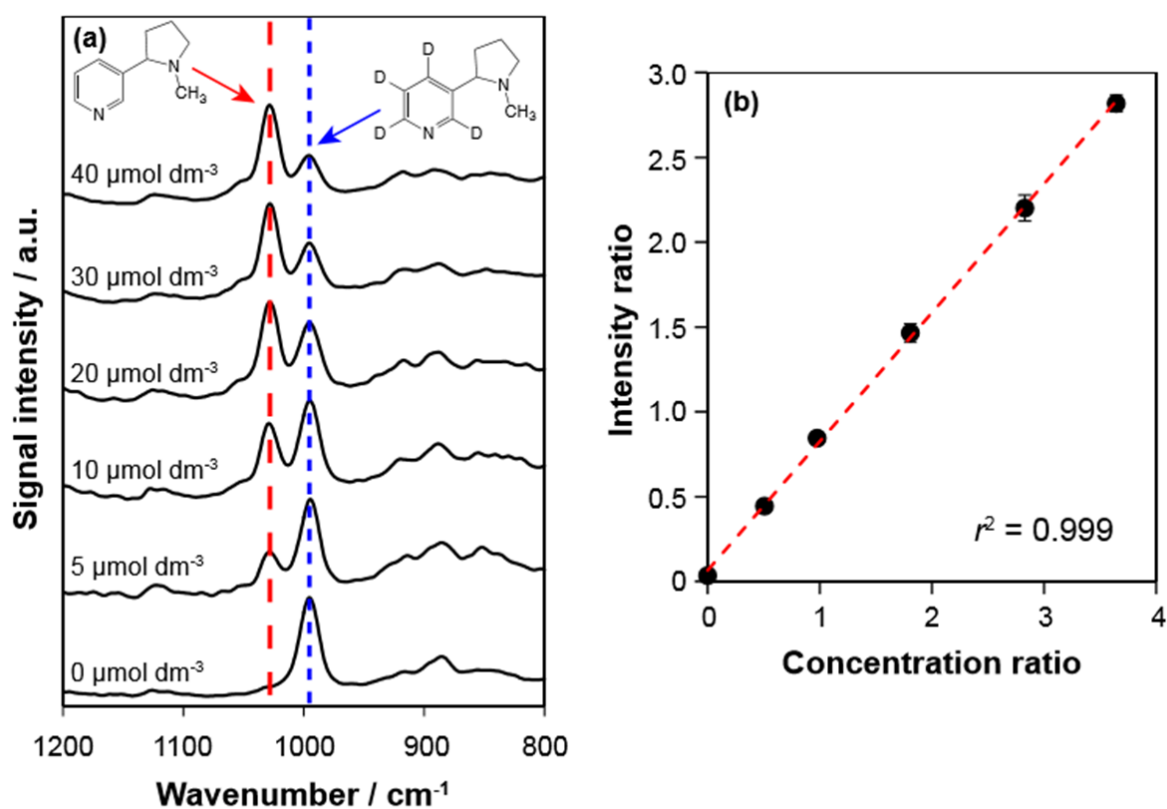 (a)
N
CH₃
N
D
D
D
N
D
N
CH₃
40 µmol dm⁻³
30 µmol dm⁻³
20 µmol dm⁻³
10 µmol dm⁻³
5 µmol dm⁻³
0 µmol dm⁻³
Signal intensity / a.u.
1200 1100 1000 900 800
Wavenumber / cm⁻¹
(b)
3.0
2.5
2.0
1.5
1.0
0.5
0
Intensity ratio
r² = 0.999
0 1 2 3 4
Concentration ratio